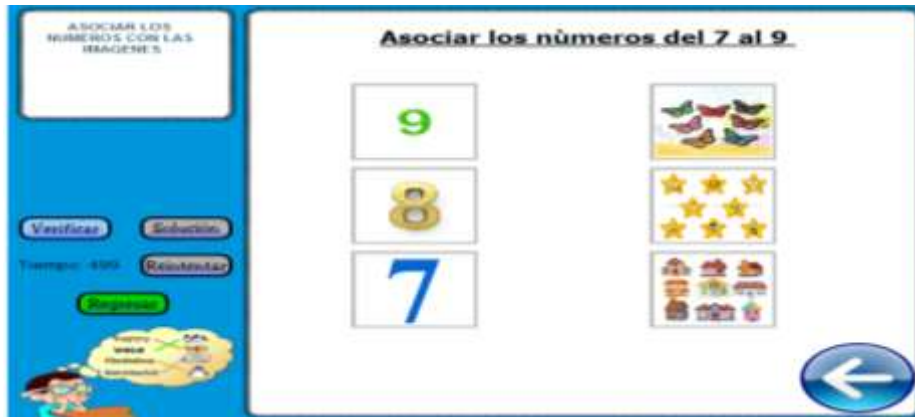 ASOCIAR LOS
NUMEROS CON LAS
IMAGENES
Asociar los nùmeros del 7 al 9
9
8
7
Verificar
Solución
Tiempo: 499
Reintentar
Regresar